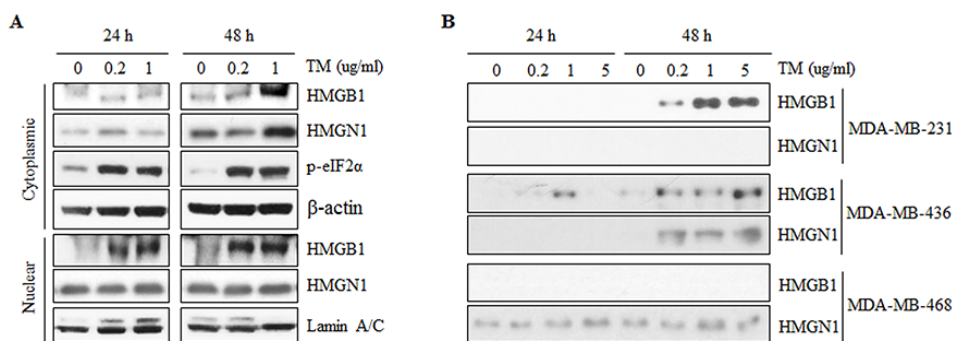 A
24 h 48 h
0 0.2 1 0 0.2 1 TM (ug/ml)
Cytoplasmic
HMGB1
HMGN1
p-eIF2α
β-actin
Nuclear
HMGB1
HMGN1
Lamin A/C
B
24 h 48 h
0 0.2 1 5 0 0.2 1 5 TM (ug/ml)
HMGB1
HMGN1
MDA-MB-231
HMGB1
HMGN1
MDA-MB-436
HMGB1
HMGN1
MDA-MB-468